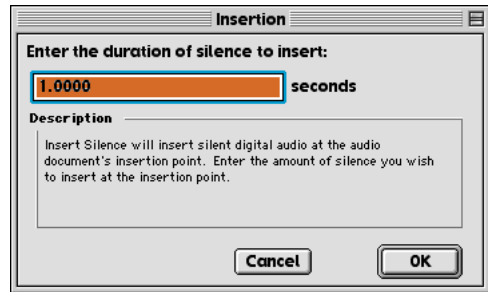 Insertion
Enter the duration of silence to insert:
1.0000 seconds
Description
Insert Silence will insert silent digital audio at the audio
document's insertion point.  Enter the amount of silence you wish
to insert at the insertion point.
Cancel OK